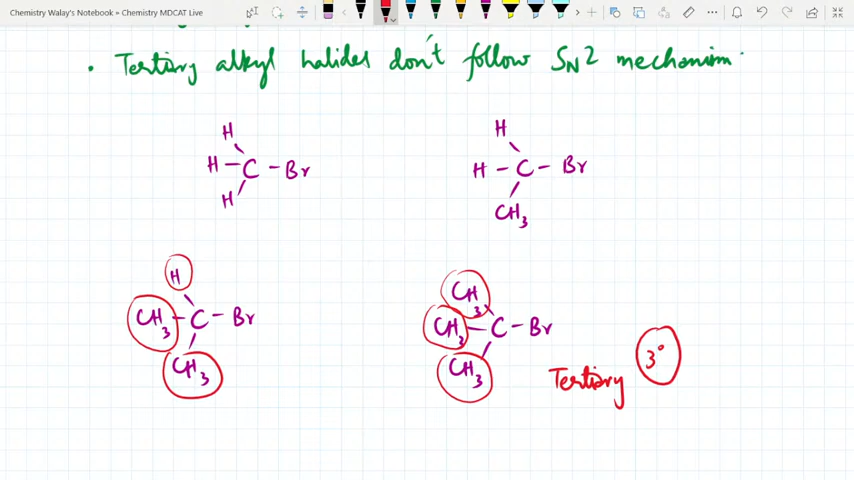 Chemistry Walay's Notebook » Chemistry MDCAT Live
• Tertiary alkyl halides don't follow SN2 mechanism.
H
H – C – Br
H
H
H – C – Br
CH3
H
CH3 – C – Br
CH3
CH3
CH3 – C – Br
CH3
Tertiary 3°